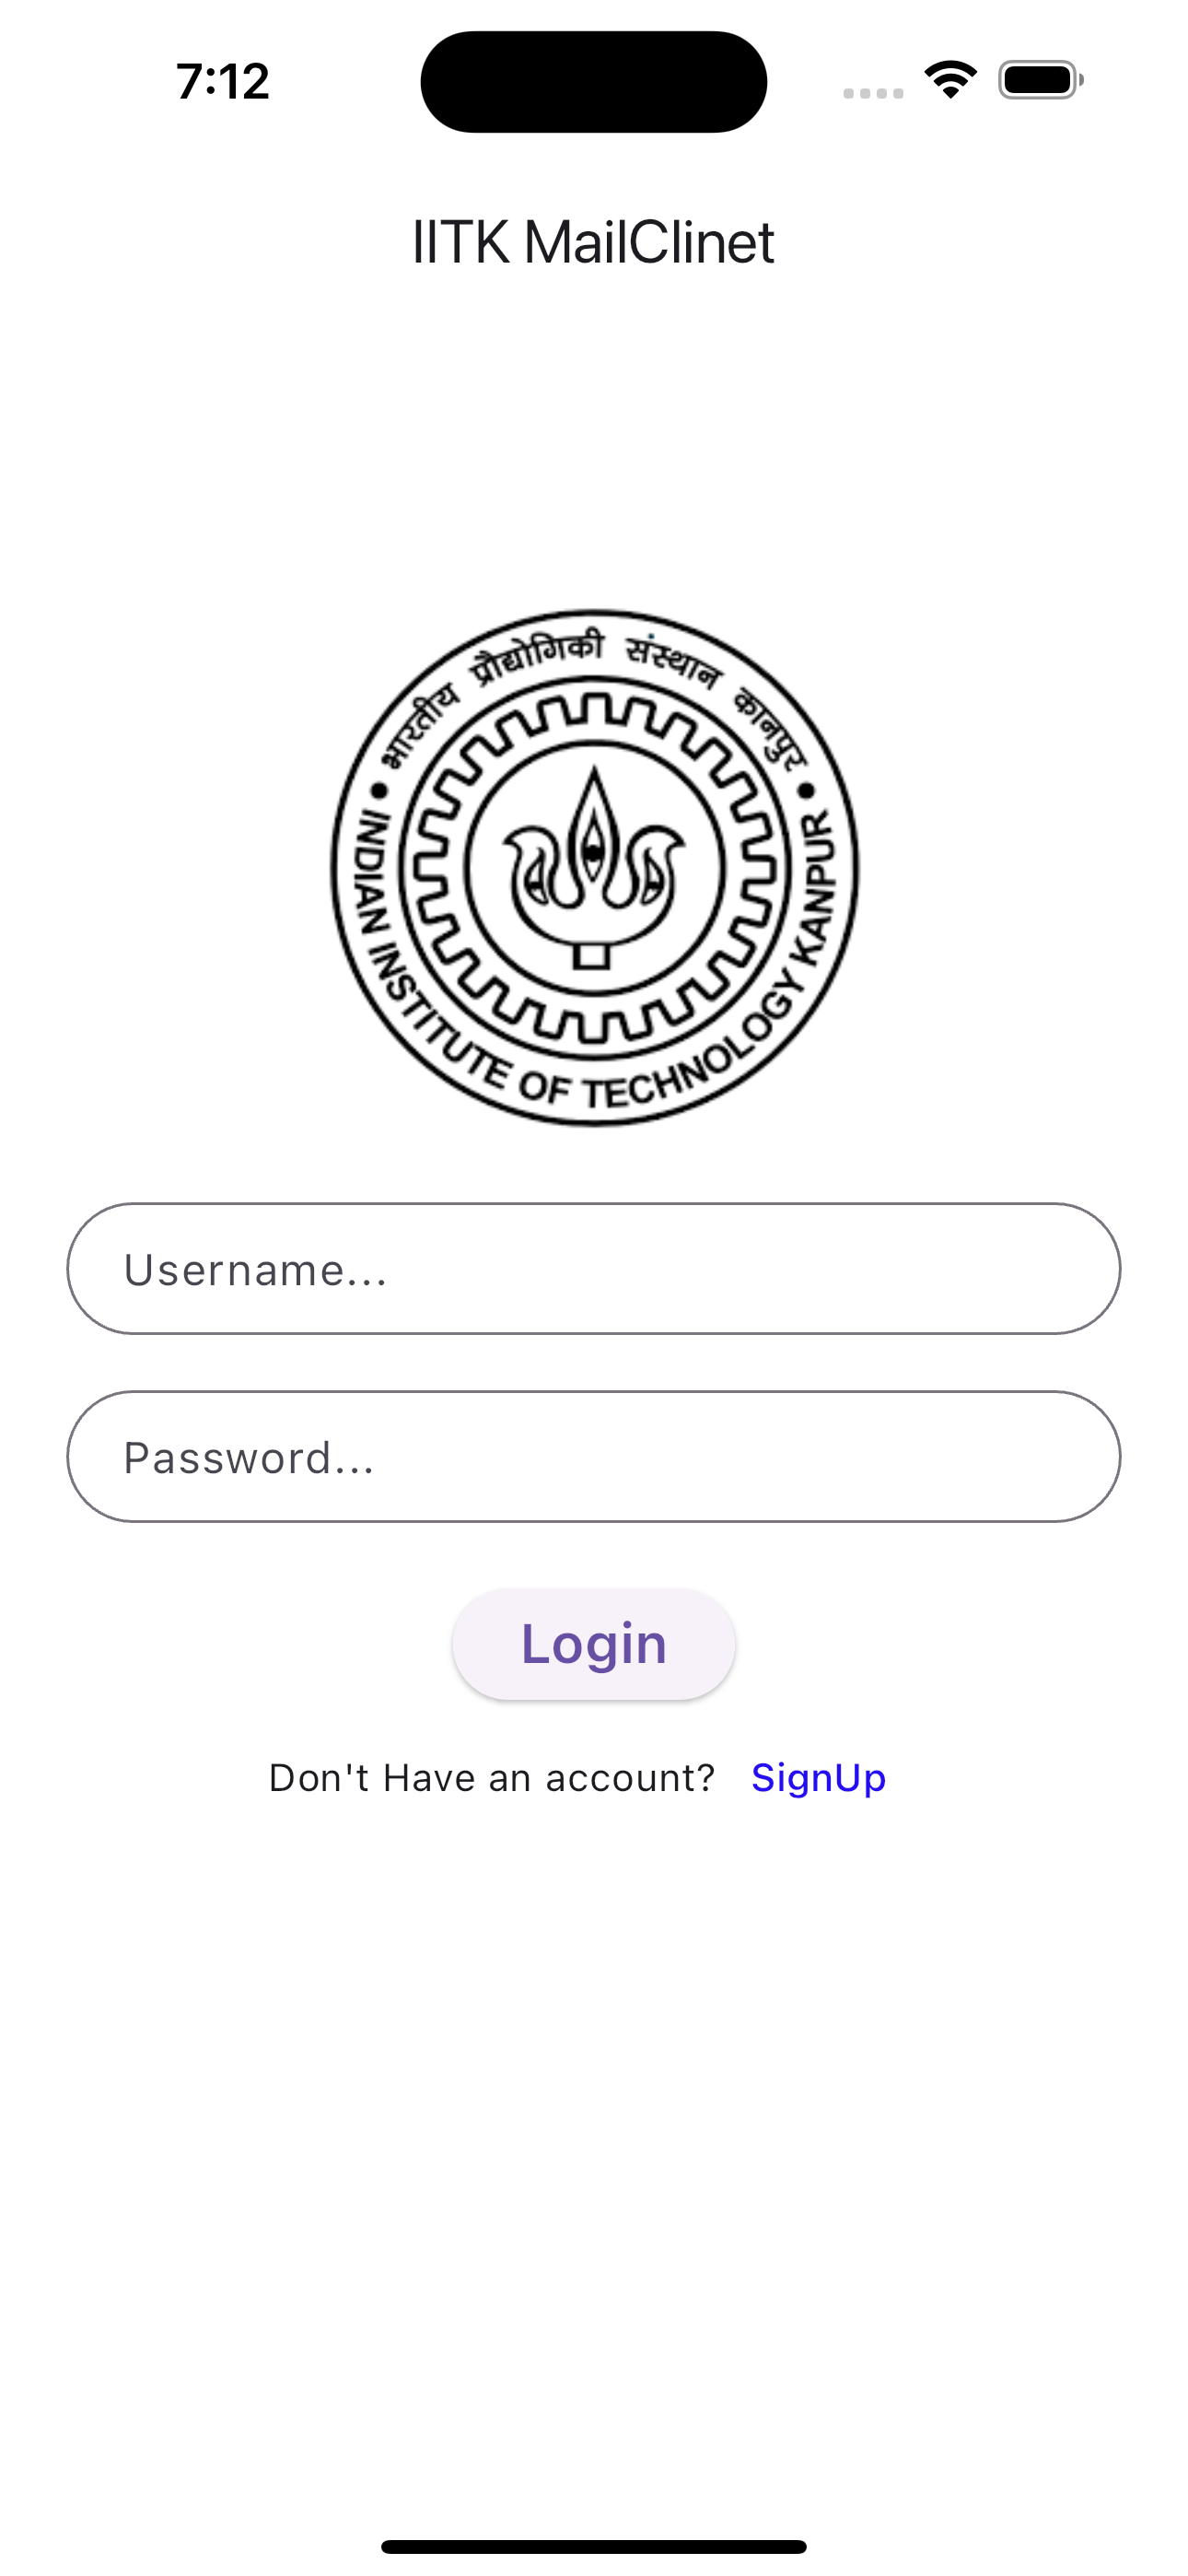 7:12
IITK MailClinet
भारतीय प्रौद्योगिकी संस्थान कानपुर
INDIAN INSTITUTE OF TECHNOLOGY KANPUR
Username...
Password...
Login
Don't Have an account? SignUp